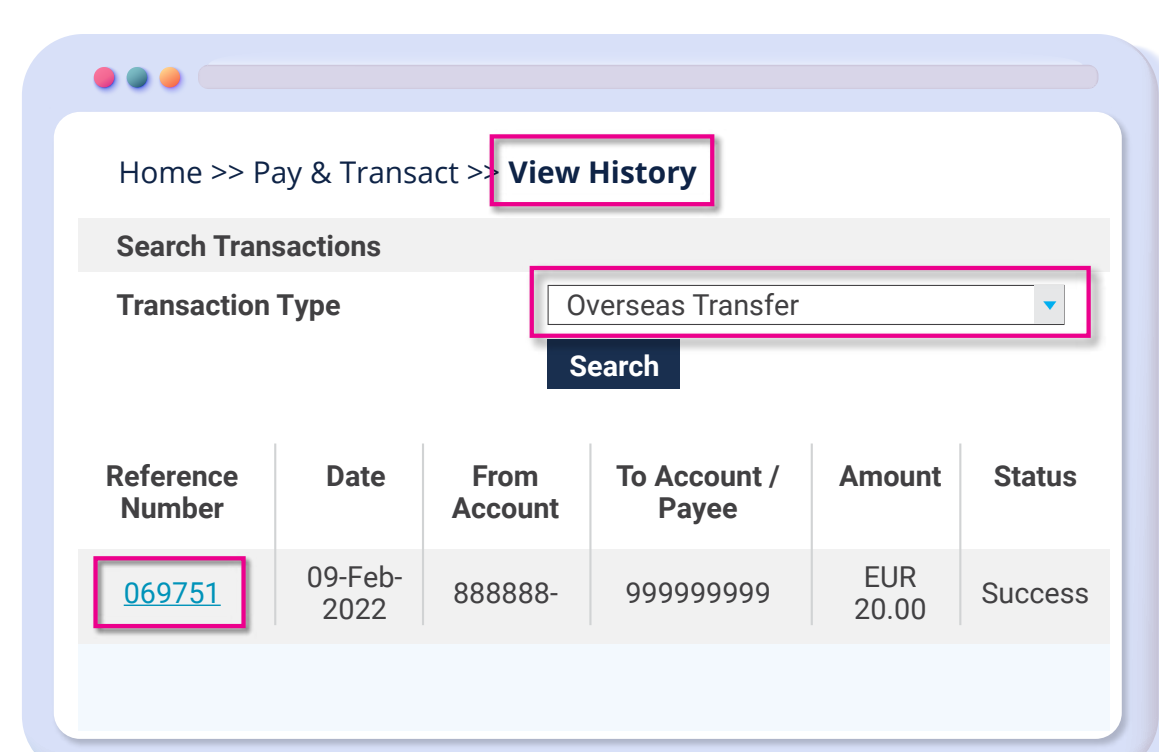 Home >> Pay & Transact >> View History
Search Transactions
Transaction Type
Overseas Transfer
Search
Reference Number
Date
From Account
To Account / Payee
Amount
Status
069751
09-Feb-2022
888888-
999999999
EUR 20.00
Success